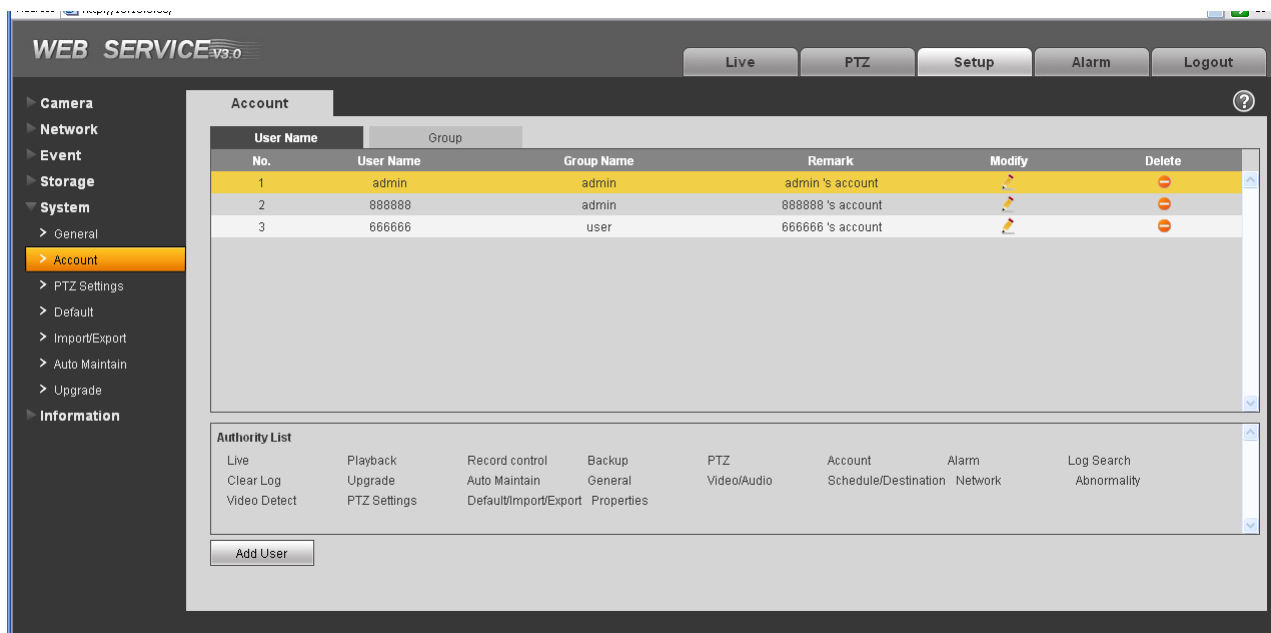 WEB SERVICE V3.0
Live PTZ Setup Alarm Logout
Camera
Network
Event
Storage
System
General
Account
PTZ Settings
Default
Import/Export
Auto Maintain
Upgrade
Information
Account
User Name Group
No. User Name Group Name Remark Modify Delete
1 admin admin admin 's account
2 888888 admin 888888 's account
3 666666 user 666666 's account
Authority List
Live Playback Record control Backup PTZ Account Alarm Log Search
Clear Log Upgrade Auto Maintain General Video/Audio Schedule/Destination Network Abnormality
Video Detect PTZ Settings Default/Import/Export Properties
Add User